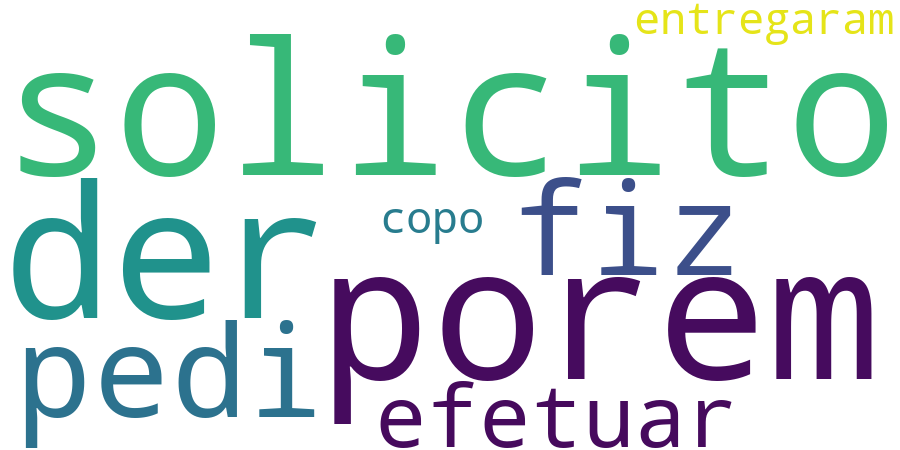 entregaram
solicito
der
copo
fiz
porem
pedi
efetuar